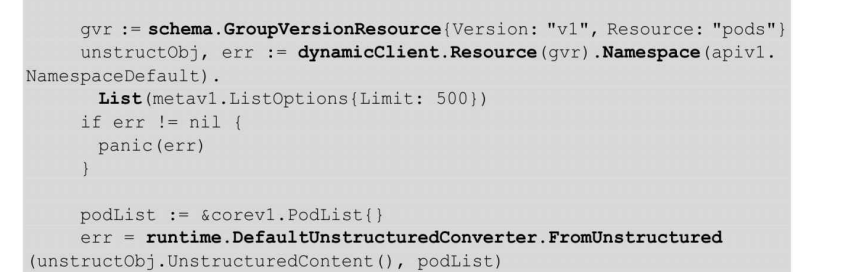 gvr := schema.GroupVersionResource{Version: "v1", Resource: "pods"}
unstructObj, err := dynamicClient.Resource(gvr).Namespace(apiv1.
NamespaceDefault).
List(metav1.ListOptions{Limit: 500})
if err != nil {
panic(err)
}
podList := &corev1.PodList{}
err = runtime.DefaultUnstructuredConverter.FromUnstructured
(unstructObj.UnstructuredContent(), podList)